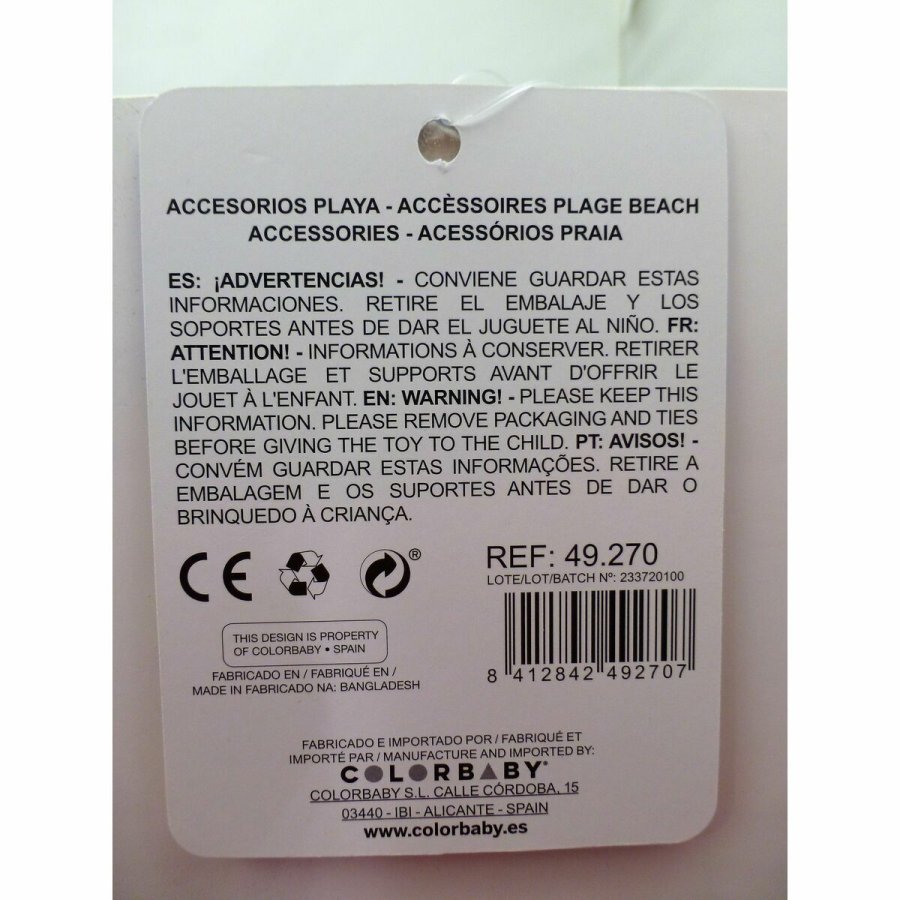 ACCESORIOS PLAYA - ACCÈSSOIRES PLAGE BEACH
ACCESSORIES - ACESSÓRIOS PRAIA
ES: ¡ADVERTENCIAS! - CONVIENE GUARDAR ESTAS
INFORMACIONES. RETIRE EL EMBALAJE Y LOS
SOPORTES ANTES DE DAR EL JUGUETE AL NIÑO. FR:
ATTENTION! - INFORMATIONS À CONSERVER. RETIRER
L'EMBALLAGE ET SUPPORTS AVANT D'OFFRIR LE
JOUET À L'ENFANT. EN: WARNING! - PLEASE KEEP THIS
INFORMATION. PLEASE REMOVE PACKAGING AND TIES
BEFORE GIVING THE TOY TO THE CHILD. PT: AVISOS! -
CONVÉM GUARDAR ESTAS INFORMAÇÕES. RETIRE A
EMBALAGEM E OS SUPORTES ANTES DE DAR O
BRINQUEDO À CRIANÇA.
CE ®
REF: 49.270
LOTE/LOT/BATCH Nº: 233720100
8 412842 492707
THIS DESIGN IS PROPERTY
OF COLORBABY • SPAIN
FABRICADO EN / FABRIQUÉ EN /
MADE IN FABRICADO NA: BANGLADESH
FABRICADO E IMPORTADO POR / FABRIQUÉ ET
IMPORTÉ PAR / MANUFACTURE AND IMPORTED BY:
COLORBABY®
COLORBABY S.L. CALLE CÓRDOBA, 15
03440 - IBI - ALICANTE - SPAIN
www.colorbaby.es